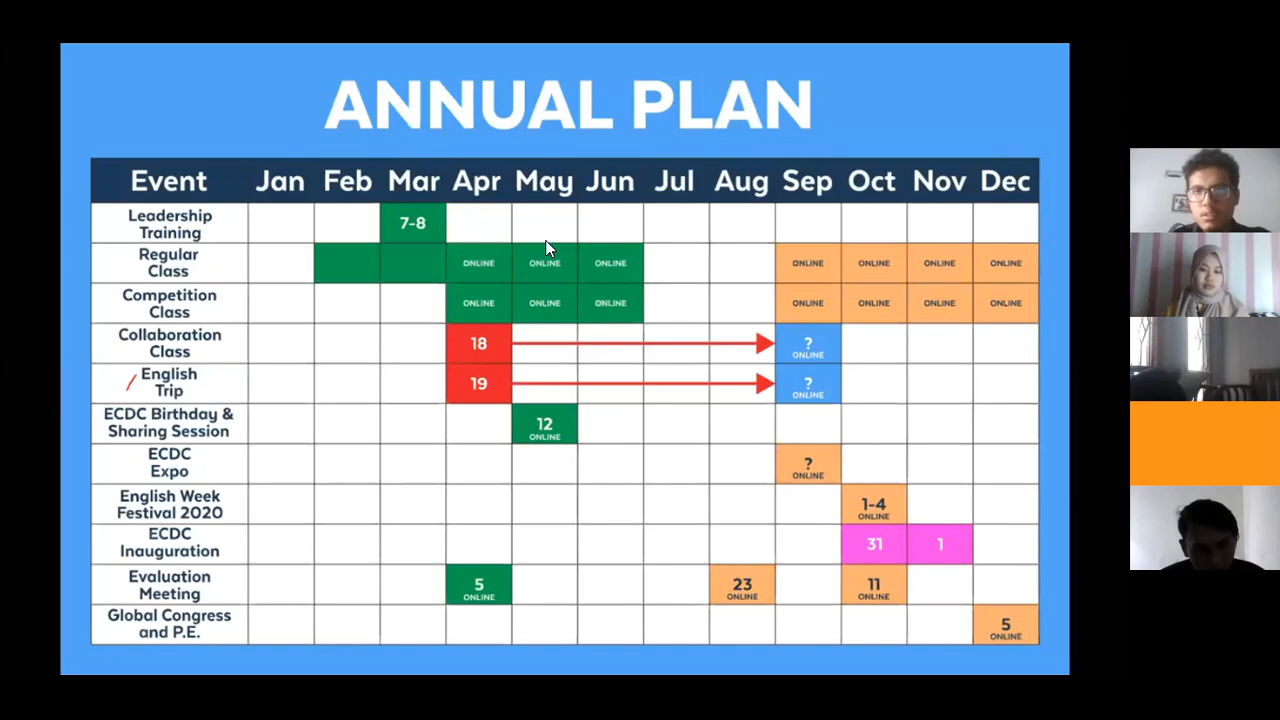 ANNUAL PLAN
Event Jan Feb Mar Apr May Jun Jul Aug Sep Oct Nov Dec
Leadership
Training
7-8
Regular
Class
ONLINE ONLINE ONLINE ONLINE ONLINE ONLINE ONLINE
Competition
Class
ONLINE ONLINE ONLINE ONLINE ONLINE ONLINE ONLINE
Collaboration
Class
18 ?
ONLINE
English
Trip
19 ?
ONLINE
ECDC Birthday &
Sharing Session
12
ONLINE
ECDC
Expo
?
ONLINE
English Week
Festival 2020
1-4
ONLINE
ECDC
Inauguration
31 1
Evaluation
Meeting
5 23 11
ONLINE ONLINE ONLINE
Global Congress
and P.E.
5
ONLINE